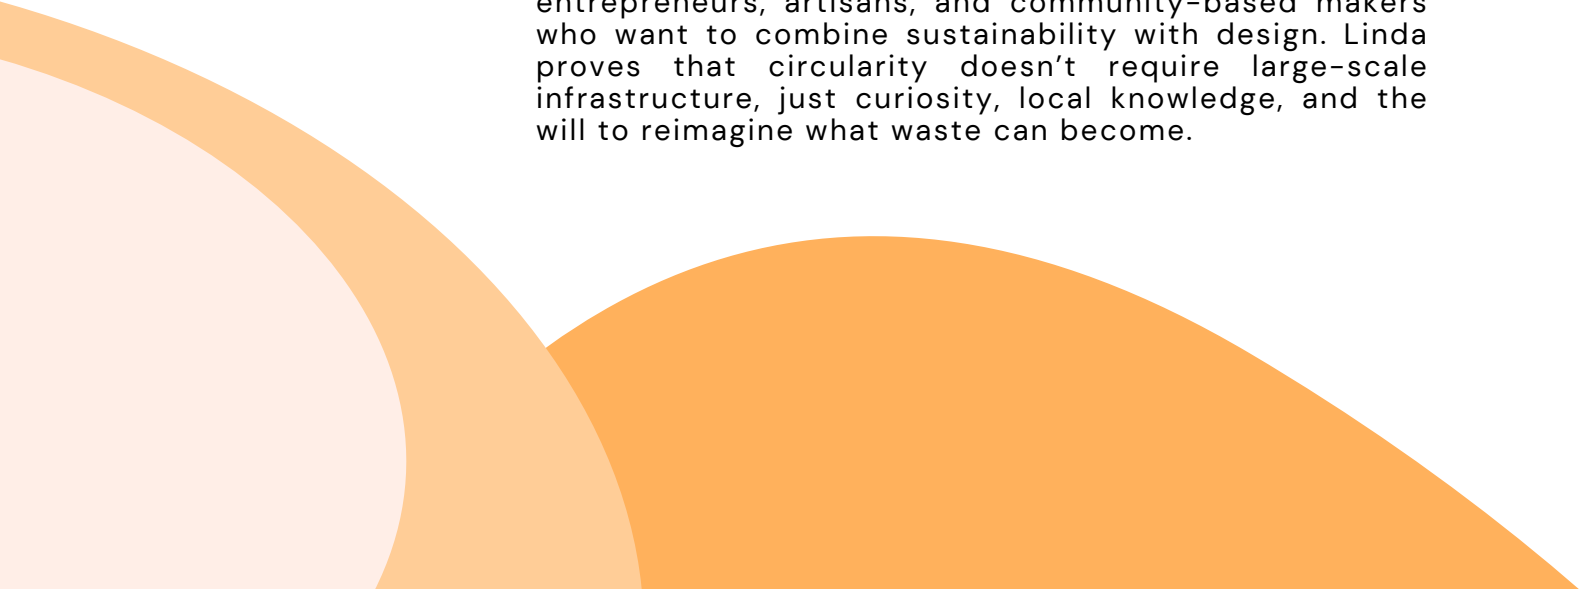 entrepreneurs, artisans, and community-based makers
who want to combine sustainability with design. Linda
proves that circularity doesn’t require large-scale
infrastructure, just curiosity, local knowledge, and the
will to reimagine what waste can become.